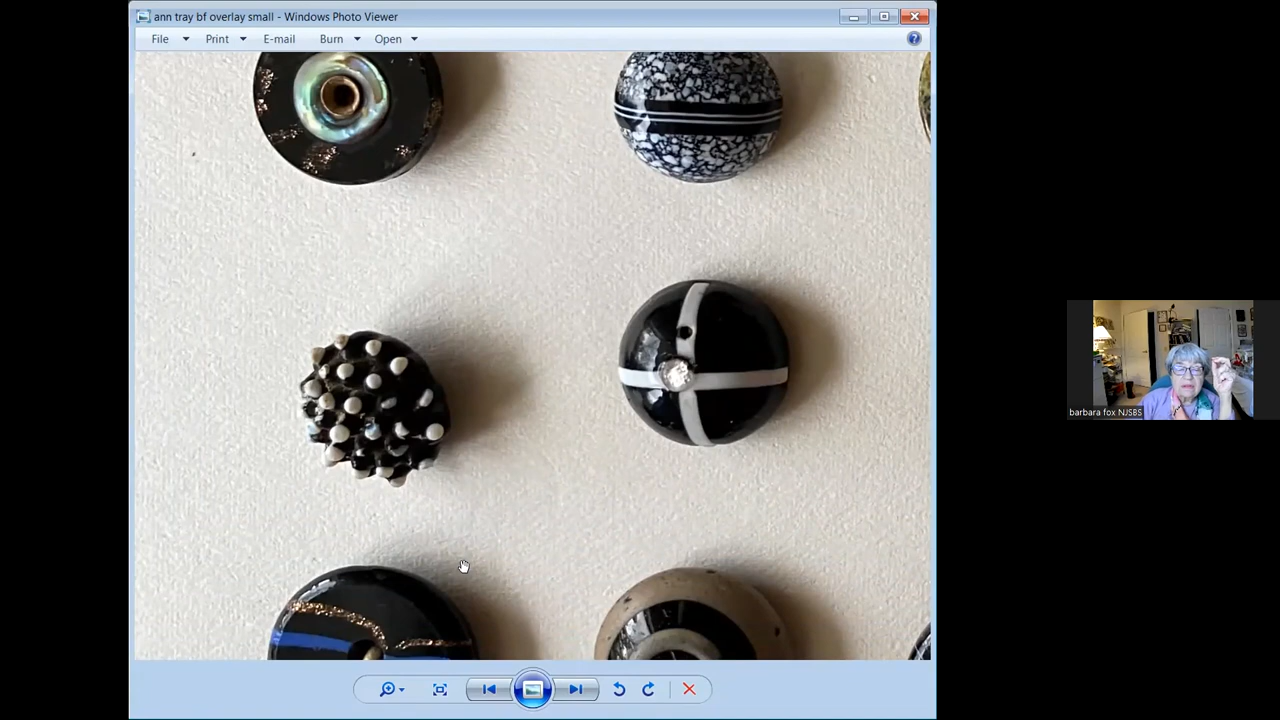 ann tray bf overlay small - Windows Photo Viewer
File Print E-mail Burn Open
barbara fox NJSBS